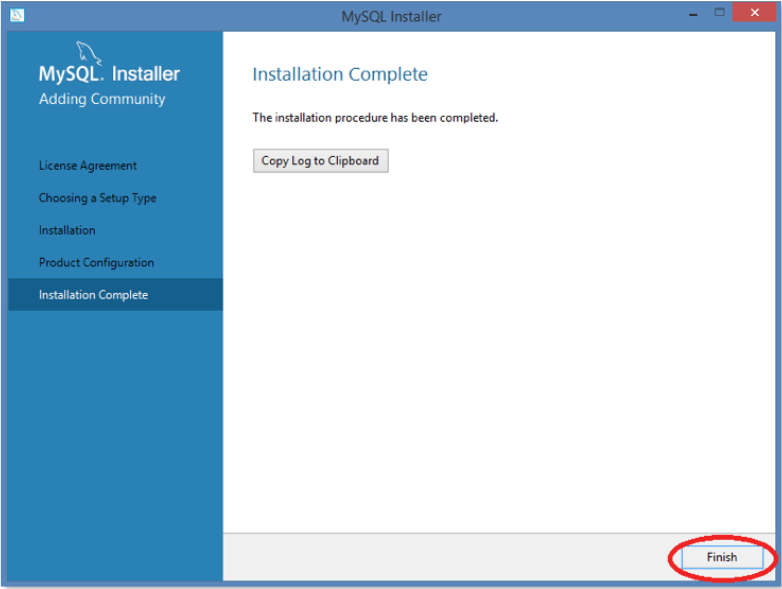 MySQL Installer
MySQL. Installer
Adding Community
License Agreement
Choosing a Setup Type
Installation
Product Configuration
Installation Complete
Installation Complete
The installation procedure has been completed.
Copy Log to Clipboard
Finish